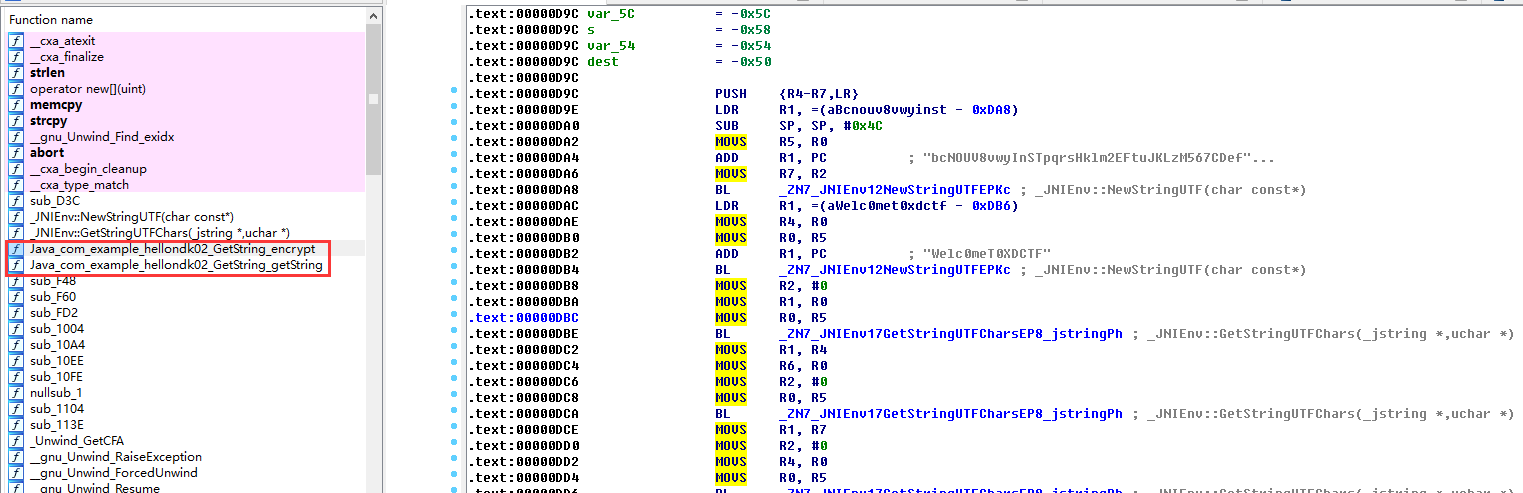 Function name
__cxa_atexit
__cxa_finalize
strlen
operator new[](uint)
memcpy
strcpy
__gnu_Unwind_Find_exidx
abort
__cxa_begin_cleanup
__cxa_type_match
sub_D3C
_JNIEnv::NewStringUTF(char const*)
_JNIEnv::GetStringUTFChars(_jstring *,uchar *)
Java_com_example_hellondk02_GetString_encrypt
Java_com_example_hellondk02_GetString_getString
sub_F48
sub_F60
sub_FD2
sub_1004
sub_10A4
sub_10EE
sub_10FE
nullsub_1
sub_1104
sub_113E
_Unwind_GetCFA
__gnu_Unwind_RaiseException
__gnu_Unwind_ForcedUnwind
__gnu_Unwind_Resume
.text:00000D9C var_5C = -0x5C
.text:00000D9C s = -0x58
.text:00000D9C var_54 = -0x54
.text:00000D9C dest = -0x50
.text:00000D9C
.text:00000D9C PUSH {R4-R7,LR}
.text:00000D9E LDR R1, =(aBcnouv8vwyinst - 0xDA8)
.text:00000DA0 SUB SP, SP, #0x4C
.text:00000DA2 MOVS R5, R0
.text:00000DA4 ADD R1, PC ; "bcNOUV8vwyInSTpqrsHklm2EFtuJKLzM567CDef"...
.text:00000DA6 MOVS R7, R2
.text:00000DA8 BL _ZN7_JNIEnv12NewStringUTFEPKc ; _JNIEnv::NewStringUTF(char const*)
.text:00000DAC LDR R1, =(aWelc0met0xdctf - 0xDB6)
.text:00000DAE MOVS R4, R0
.text:00000DB0 MOVS R0, R5
.text:00000DB2 ADD R1, PC ; "Welc0meT0XDCTF"
.text:00000DB4 BL _ZN7_JNIEnv12NewStringUTFEPKc ; _JNIEnv::NewStringUTF(char const*)
.text:00000DB8 MOVS R2, #0
.text:00000DBA MOVS R1, R0
.text:00000DBC MOVS R0, R5
.text:00000DBE BL _ZN7_JNIEnv17GetStringUTFCharsEP8_jstringPh ; _JNIEnv::GetStringUTFChars(_jstring *,uchar *)
.text:00000DC2 MOVS R1, R4
.text:00000DC4 MOVS R6, R0
.text:00000DC6 MOVS R2, #0
.text:00000DC8 MOVS R0, R5
.text:00000DCA BL _ZN7_JNIEnv17GetStringUTFCharsEP8_jstringPh ; _JNIEnv::GetStringUTFChars(_jstring *,uchar *)
.text:00000DCE MOVS R1, R7
.text:00000DD0 MOVS R2, #0
.text:00000DD2 MOVS R4, R0
.text:00000DD4 MOVS R0, R5
.text:00000DD6 BL _ZN7_JNIEnv17GetStringUTFCharsEP8_jstringPh ; _JNIEnv::GetStringUTFChars(_jstring *,uchar *)